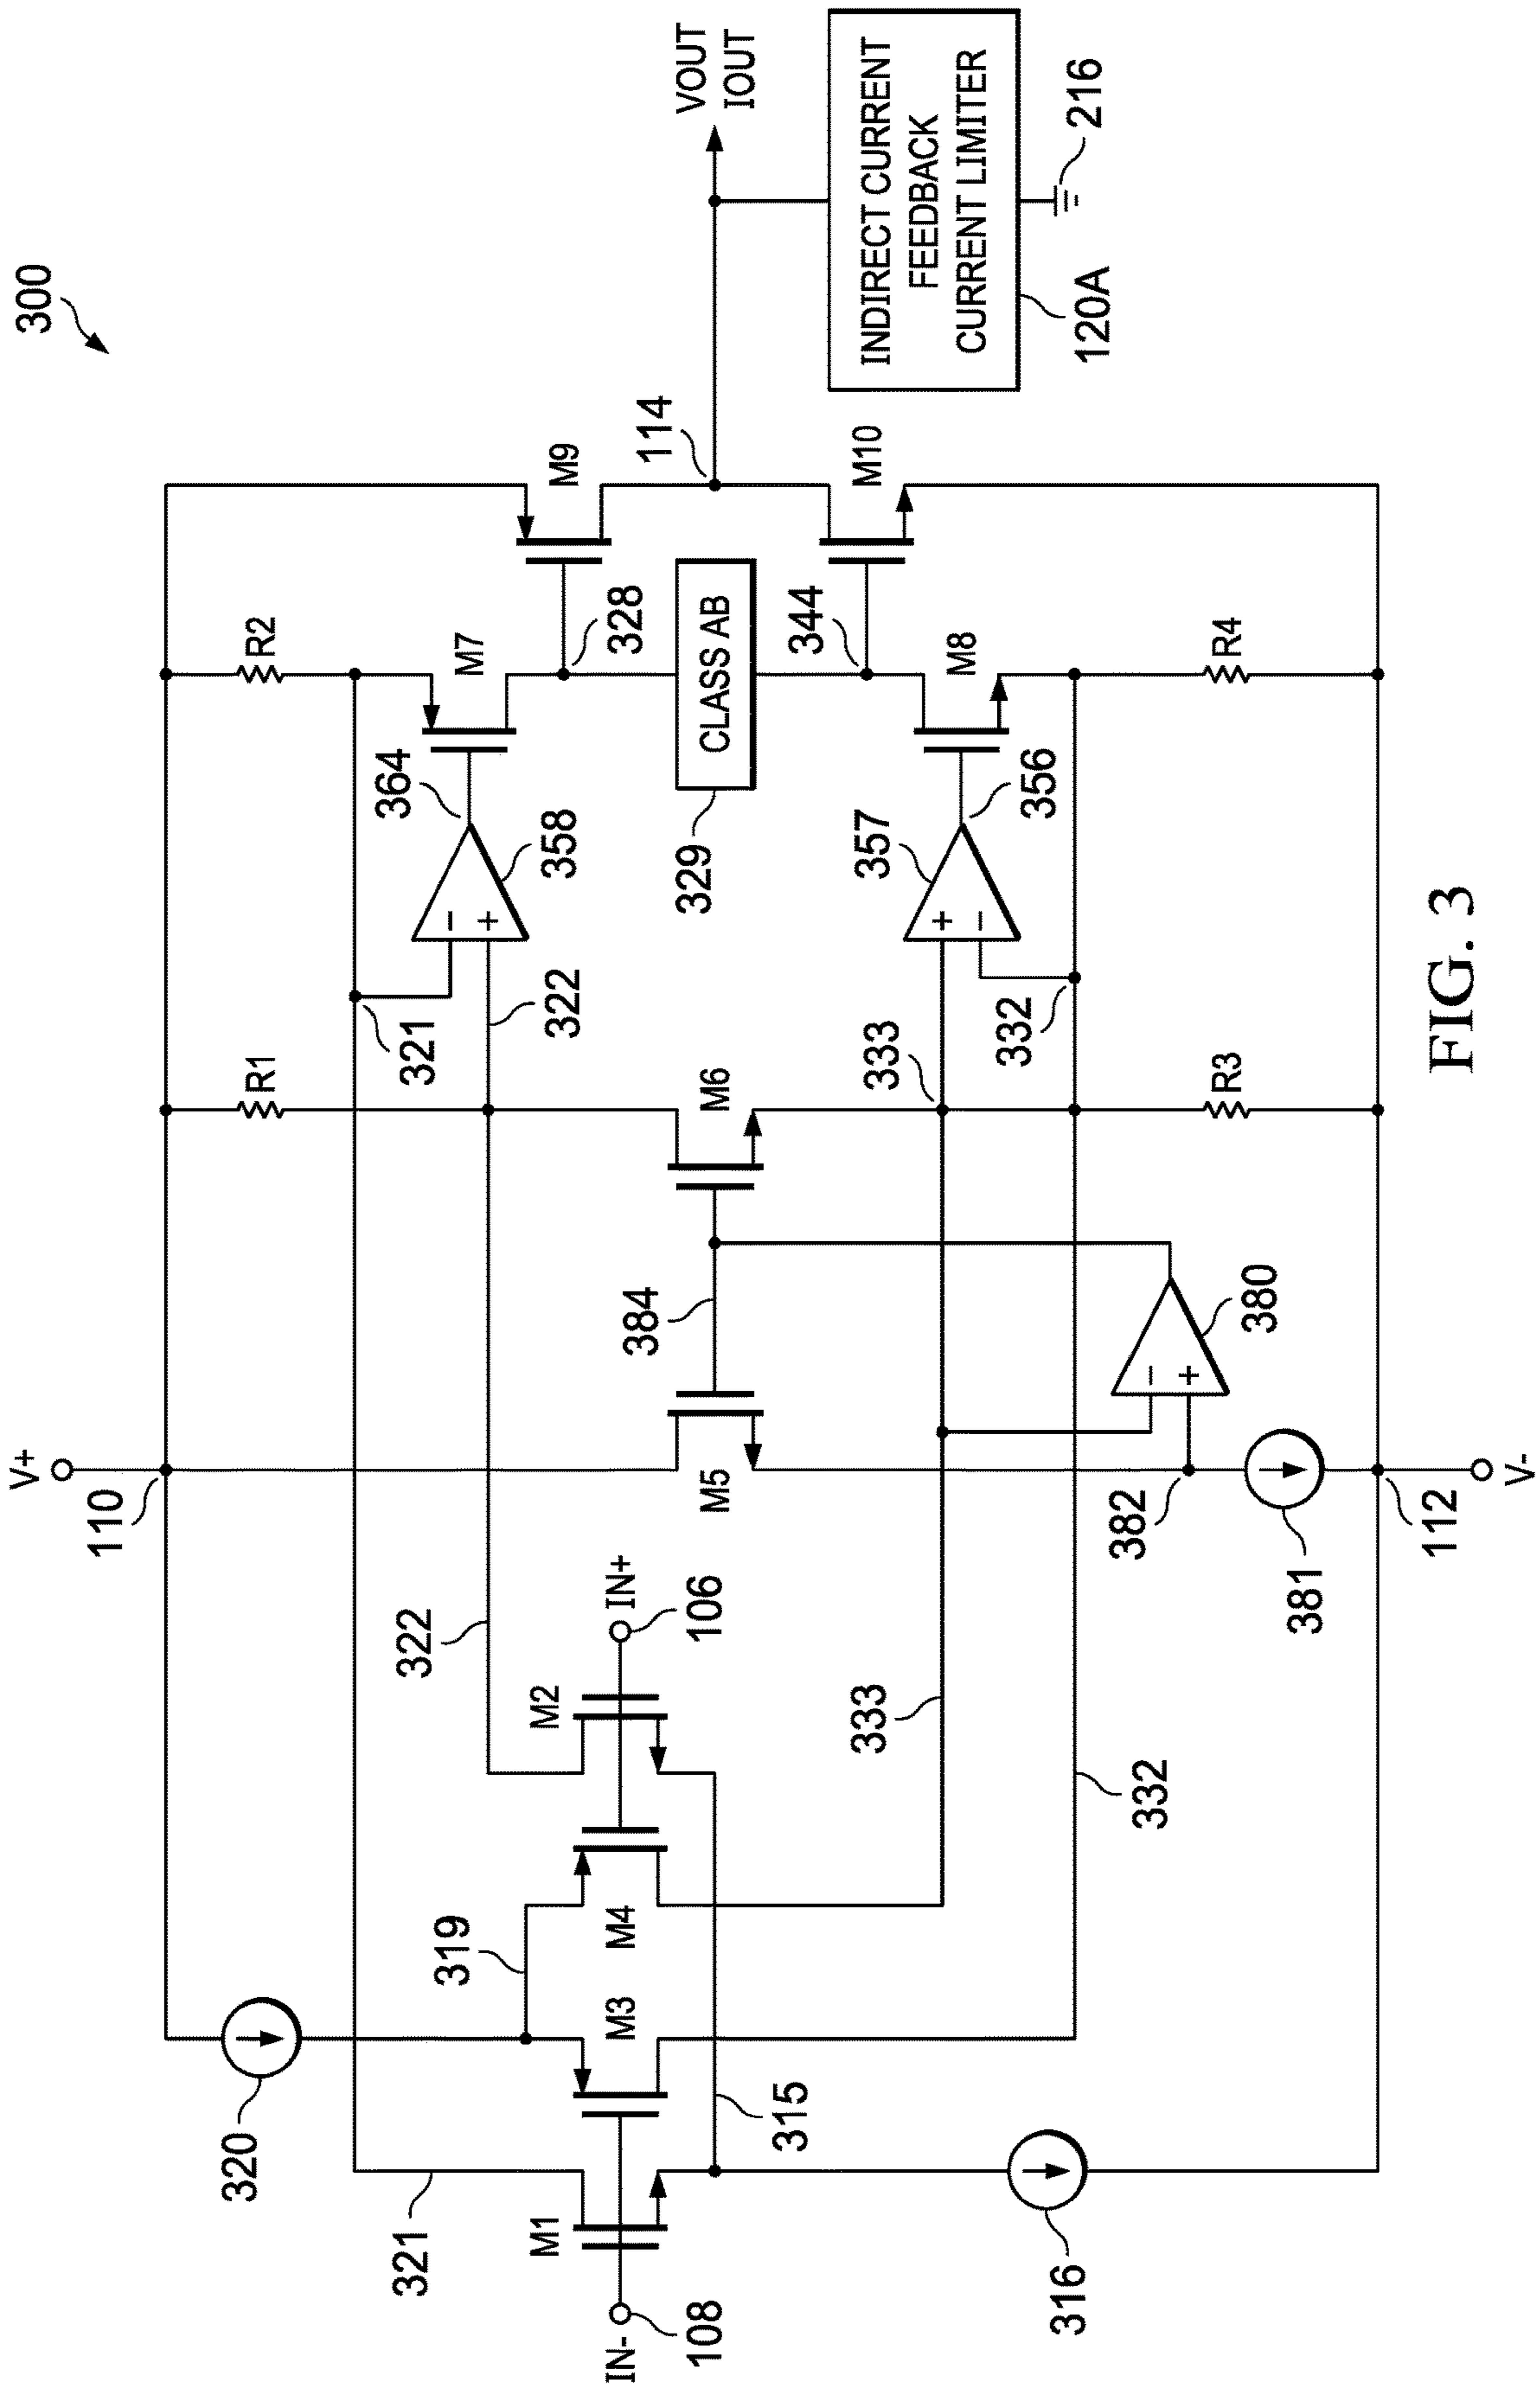 300
V+
110
R1
R2
320
321
321
322
322
358
364
M7
M9
-
+
319
M1
M2
M3
M4
IN-
108
IN+
106
M5
M6
384
328
114
VOUT
IOUT
CLASS AB
329
315
333
333
344
M10
357
356
M8
+
-
332
332
316
382
381
380
-
+
R3
R4
112
V-
INDIRECT CURRENT
FEEDBACK
CURRENT LIMITER
120A
216
FIG. 3